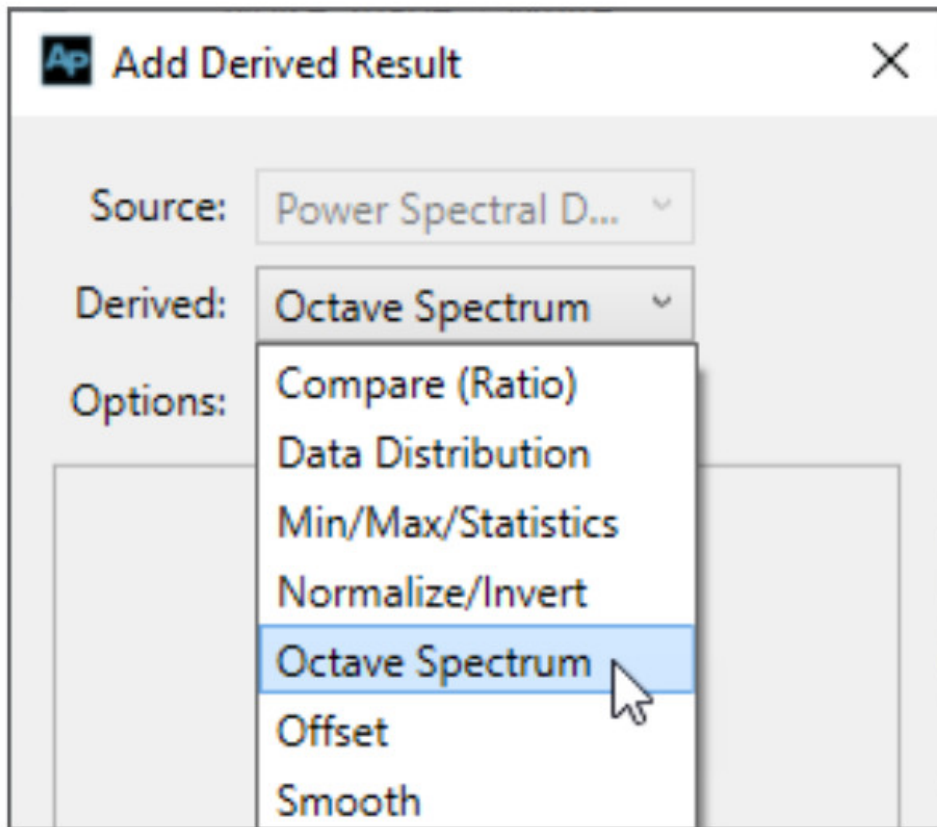 Ap Add Derived Result
Source: Power Spectral D...
Derived: Octave Spectrum
Options:
Compare (Ratio)
Data Distribution
Min/Max/Statistics
Normalize/Invert
Octave Spectrum
Offset
Smooth